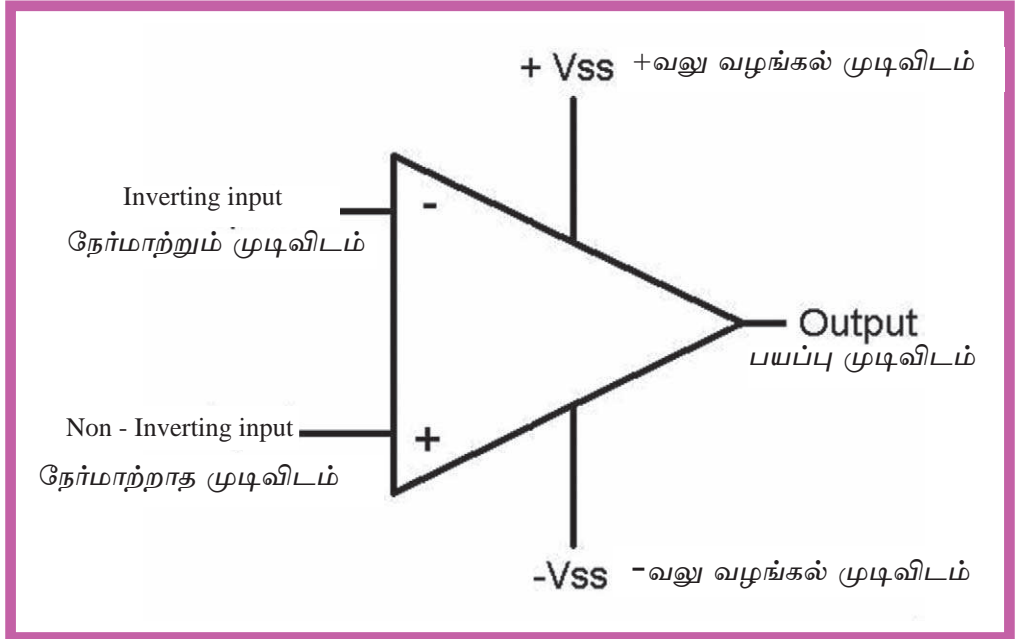 + Vss +வலு வழங்கல் முடிவிடம்
Inverting input
-
நேர்மாற்றும் முடிவிடம்
Output
பயப்பு முடிவிடம்
Non - Inverting input
+
நேர்மாற்றாத முடிவிடம்
-Vss -வலு வழங்கல் முடிவிடம்